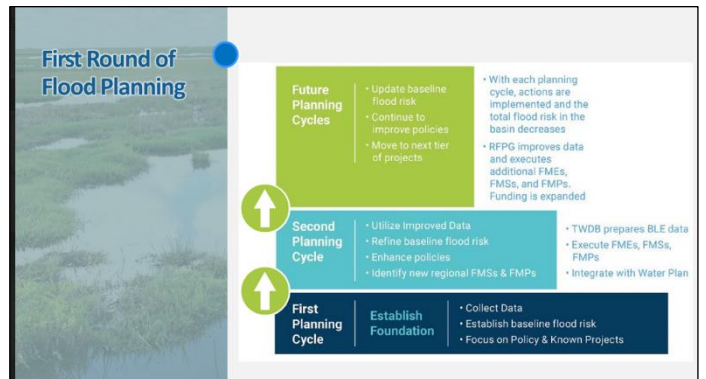 First Round of
Flood Planning
Future
Planning
Cycles
• Update baseline
flood risk
• Continue to
improve policies
• Move to next tier
of projects
• With each planning
cycle, actions are
implemented and the
total flood risk in the
basin decreases
• RFPG improves data
and executes
additional FMEs,
FMSs, and FMPs.
Funding is expanded
Second
Planning
Cycle
• Utilize Improved Data
• Refine baseline flood risk
• Enhance policies
• Identify new regional FMSs & FMPs
• TWDB prepares BLE data
• Execute FMEs, FMSs,
FMPs
• Integrate with Water Plan
First
Planning
Cycle
Establish
Foundation
• Collect Data
• Establish baseline flood risk
• Focus on Policy & Known Projects